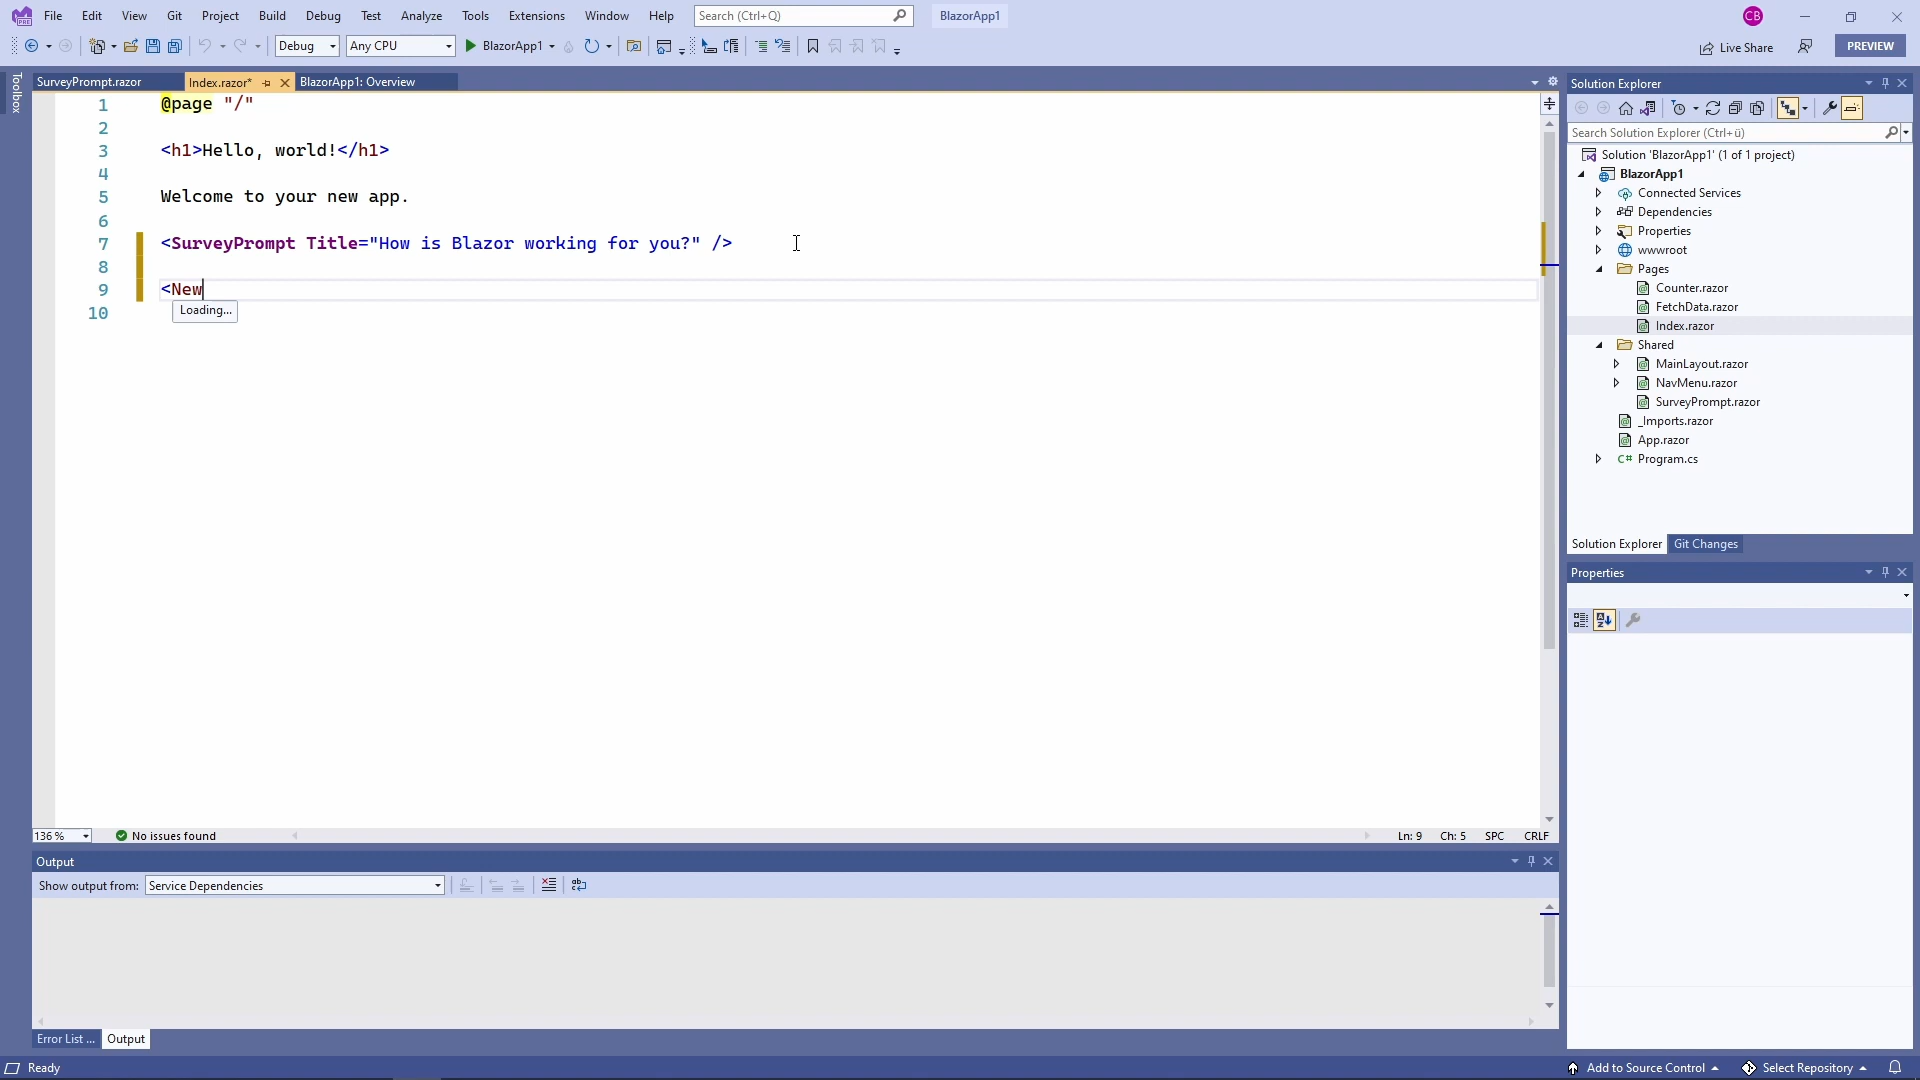 File Edit View Git Project Build Debug Test Analyze Tools Extensions Window Help Search (Ctrl+Q) BlazorApp1 CB
Debug Any CPU BlazorApp1 Live Share PREVIEW
Toolbox
SurveyPrompt.razor Index.razor* BlazorApp1: Overview
1 @page "/"
2
3 <h1>Hello, world!</h1>
4
5 Welcome to your new app.
6
7 <SurveyPrompt Title="How is Blazor working for you?" />
8
9 <New
Loading...
10
136 % No issues found Ln: 9 Ch: 5 SPC CRLF
Output
Show output from: Service Dependencies
Error List ... Output
Solution Explorer
Search Solution Explorer (Ctrl+ü)
Solution 'BlazorApp1' (1 of 1 project)
BlazorApp1
Connected Services
Dependencies
Properties
wwwroot
Pages
Counter.razor
FetchData.razor
Index.razor
Shared
MainLayout.razor
NavMenu.razor
SurveyPrompt.razor
_Imports.razor
App.razor
C# Program.cs
Solution Explorer Git Changes
Properties
Ready Add to Source Control Select Repository